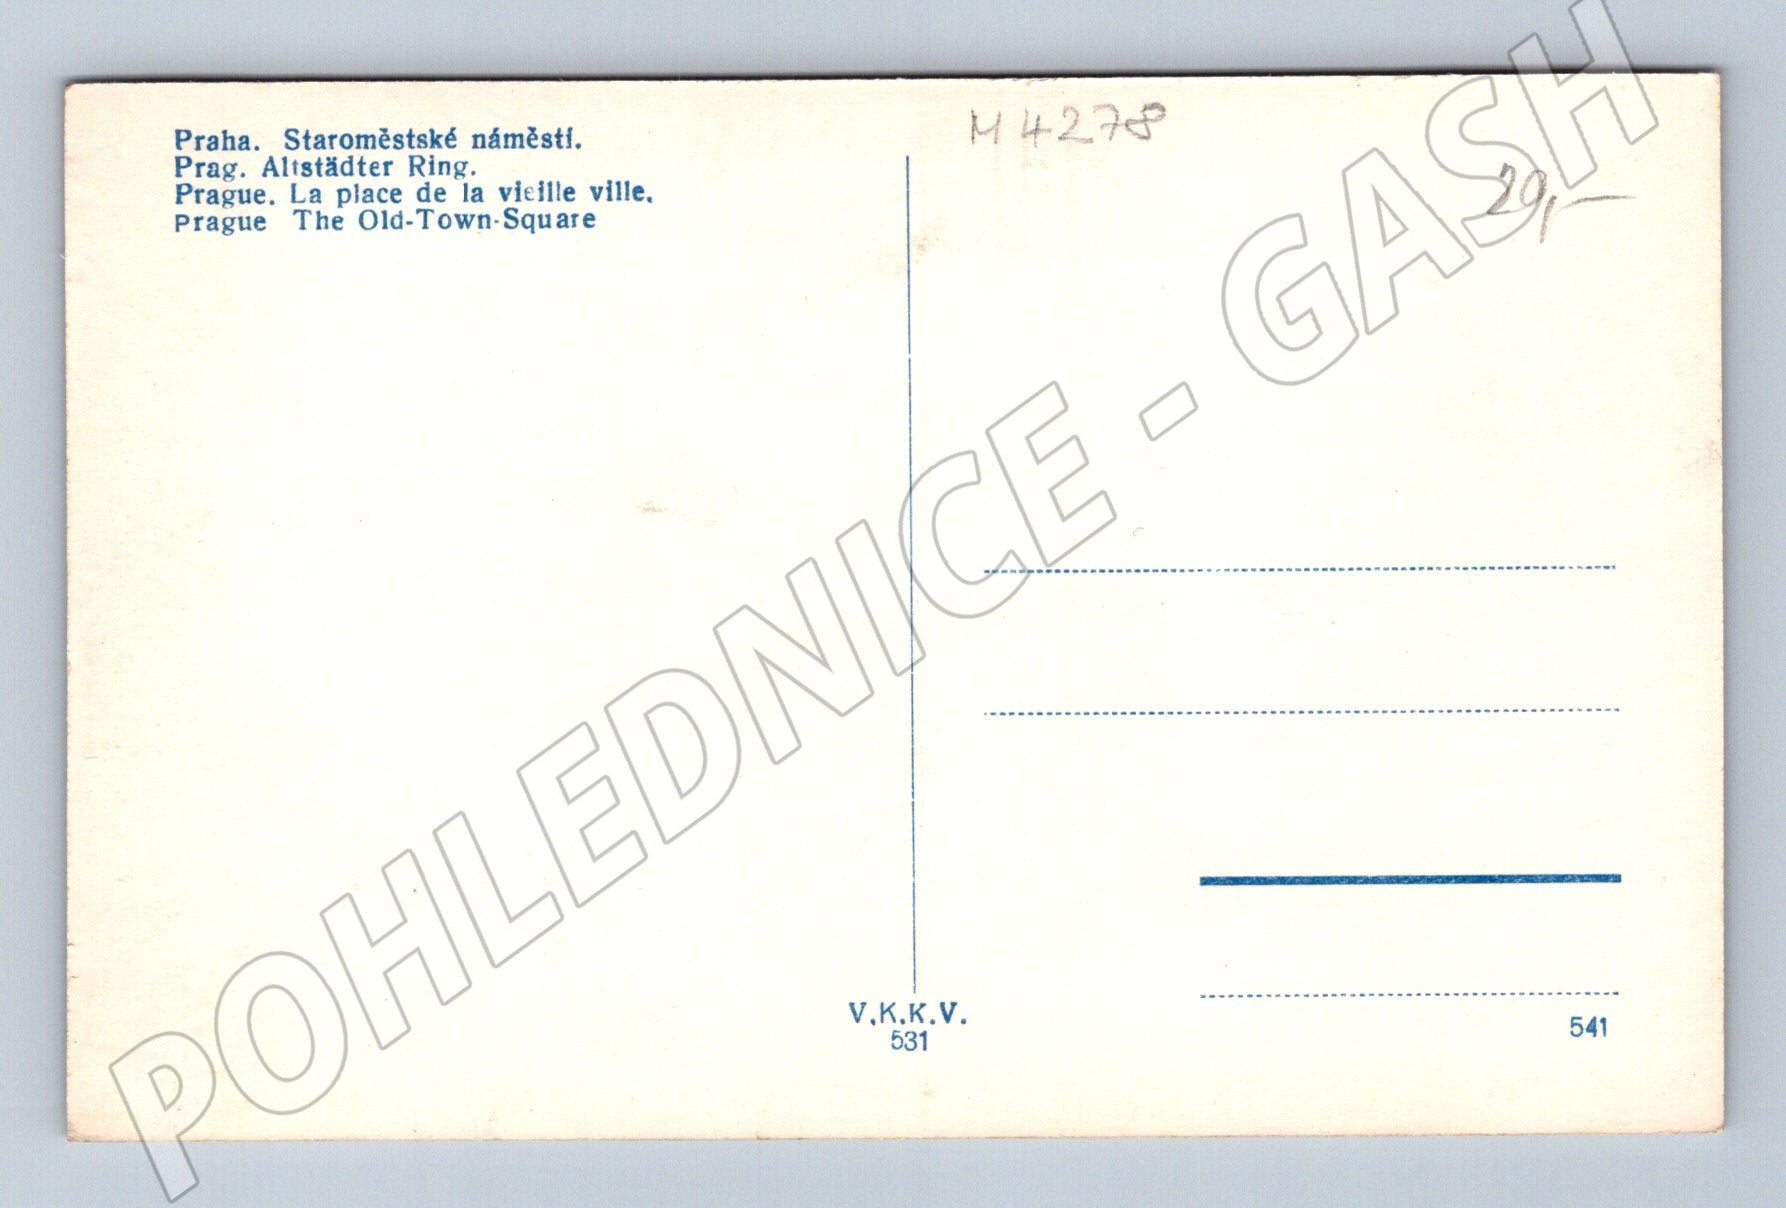 Praha. Staroměstské náměstí.
Prag. Altstädter Ring.
Prague. La place de la vieille ville.
Prague The Old-Town-Square
M 4278
20,—
V.K.K.V.
531
541
POHLEDNICE - GASH